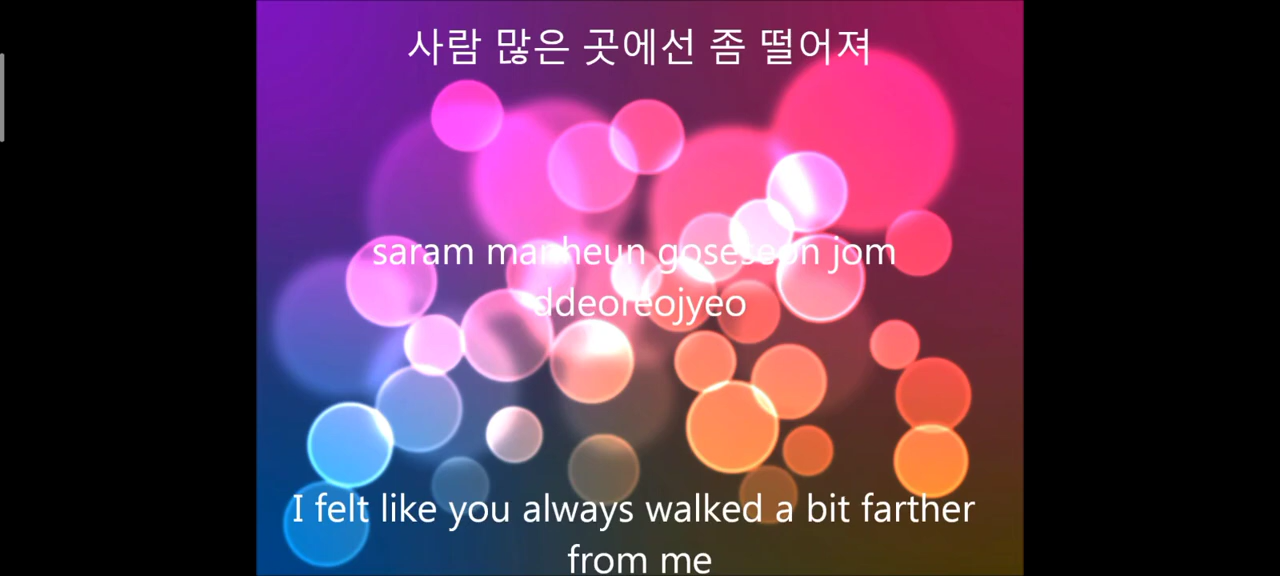 사람 많은 곳에선 좀 떨어져
saram manheun goseseon jom
ddeoreojyeo
I felt like you always walked a bit farther
from me